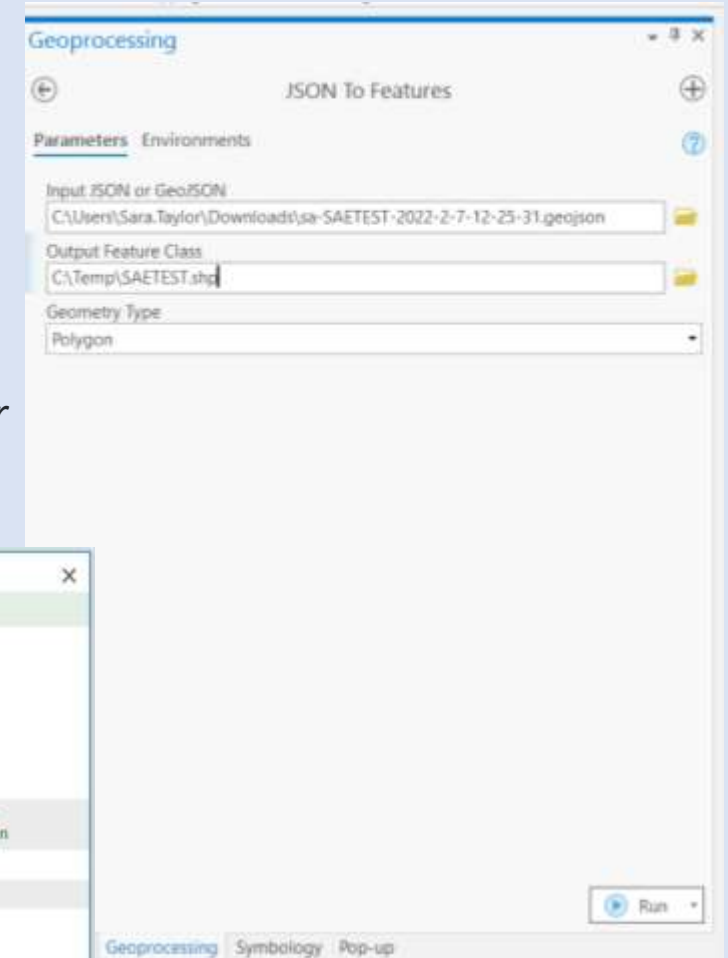 Geoprocessing
JSON To Features
Parameters Environments
Input JSON or GeoJSON
C:\Users\Sara.Taylor\Downloads\sa-SAETEST-2022-2-7-12-25-31.geojson
Output Feature Class
C:\Temp\SAETEST.shp
Geometry Type
Polygon
r
n
Run
Geoprocessing Symbology Pop-up